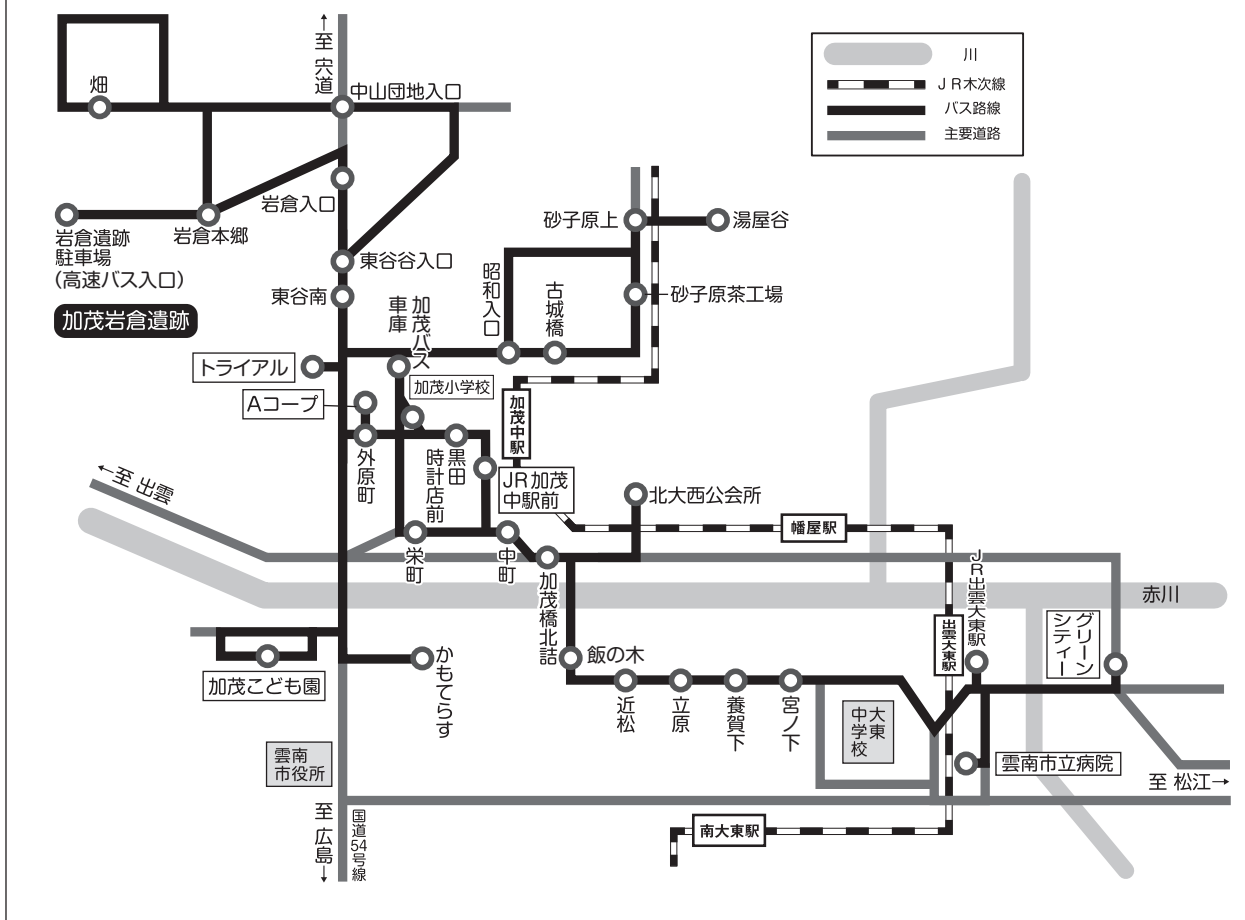 ↑至 宍道
川
JR木次線
バス路線
主要道路
畑
中山団地入口
岩倉入口
岩倉本郷
岩倉遺跡
駐車場
(高速バス入口)
加茂岩倉遺跡
東谷谷入口
東谷南
砂子原上
湯屋谷
砂子原茶工場
昭和入口
古城橋
加茂バス
車庫
トライアル
Aコープ
加茂小学校
加茂中駅
外原町
黒田
時計店前
JR加茂
中駅前
北大西公会所
幡屋駅
←至 出雲
栄町
中町
加茂橋北詰
JR出雲大東駅
赤川
飯の木
出雲大東駅
グリーン
シティー
加茂こども園
かもてらす
近松
立原
養賀下
宮ノ下
大東
中学校
雲南
市役所
雲南市立病院
至 松江→
至 広島→
国道54号線
南大東駅